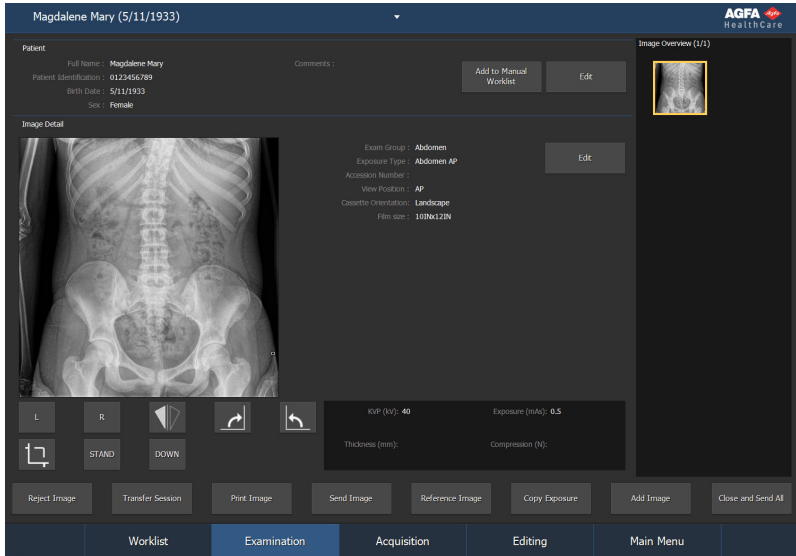 Magdalene Mary (5/11/1933)
AGFA
HealthCare
Patient
Full Name : Magdalene Mary
Patient Identification : 0123456789
Birth Date : 5/11/1933
Sex : Female
Comments :
Add to Manual
Worklist
Edit
Image Overview (1/1)
Image Detail
Exam Group : Abdomen
Exposure Type : Abdomen AP
Accession Number :
View Position : AP
Cassette Orientation: Landscape
Film size : 10INx12IN
Edit
L
R
STAND
DOWN
KVP (kV): 40
Exposure (mAs): 0.5
Thickness (mm):
Compression (N):
Reject Image
Transfer Session
Print Image
Send Image
Reference Image
Copy Exposure
Add Image
Close and Send All
Worklist
Examination
Acquisition
Editing
Main Menu